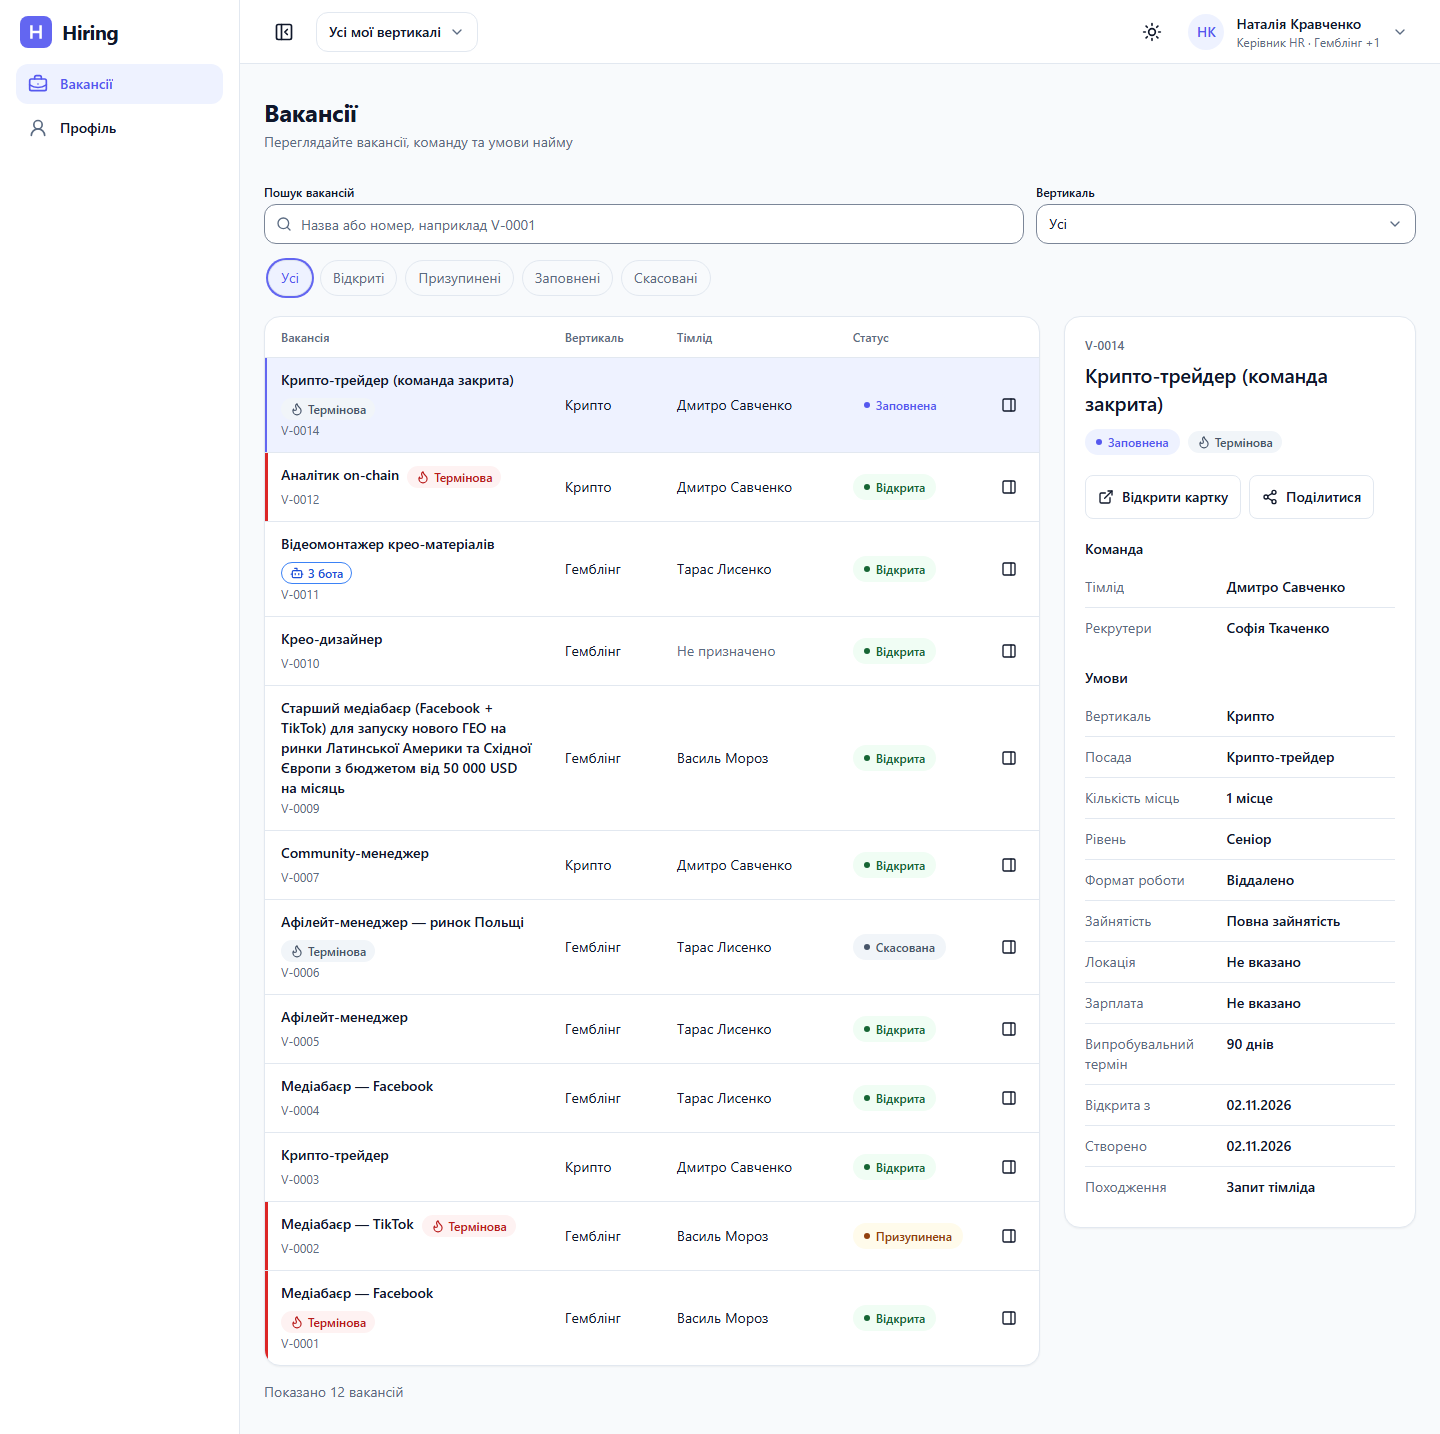 H Hiring
Усі мої вертикалі
НК
Наталія Кравченко
Керівник HR · Гемблінг +1
Вакансії
Профіль
Вакансії
Переглядайте вакансії, команду та умови найму
Пошук вакансій
Назва або номер, наприклад V-0001
Вертикаль
Усі
Усі
Відкриті
Призупинені
Заповнені
Скасовані
Вакансія Вертикаль Тімлід Статус
Крипто-трейдер (команда закрита)
Термінова
V-0014
Крипто
Дмитро Савченко
Заповнена
Аналітик on-chain
Термінова
V-0012
Крипто
Дмитро Савченко
Відкрита
Відеомонтажер крео-матеріалів
З бота
V-0011
Гемблінг
Тарас Лисенко
Відкрита
Крео-дизайнер
V-0010
Гемблінг
Не призначено
Відкрита
Старший медіабаєр (Facebook +
TikTok) для запуску нового ГЕО на
ринки Латинської Америки та Східної
Європи з бюджетом від 50 000 USD
на місяць
V-0009
Гемблінг
Василь Мороз
Відкрита
Community-менеджер
V-0007
Крипто
Дмитро Савченко
Відкрита
Афілейт-менеджер — ринок Польщі
Термінова
V-0006
Гемблінг
Тарас Лисенко
Скасована
Афілейт-менеджер
V-0005
Гемблінг
Тарас Лисенко
Відкрита
Медіабаєр — Facebook
V-0004
Гемблінг
Тарас Лисенко
Відкрита
Крипто-трейдер
V-0003
Крипто
Дмитро Савченко
Відкрита
Медіабаєр — TikTok
Термінова
V-0002
Гемблінг
Василь Мороз
Призупинена
Медіабаєр — Facebook
Термінова
V-0001
Гемблінг
Василь Мороз
Відкрита
Показано 12 вакансій
V-0014
Крипто-трейдер (команда
закрита)
Заповнена
Термінова
Відкрити картку
Поділитися
Команда
Тімлід Дмитро Савченко
Рекрутери Софія Ткаченко
Умови
Вертикаль Крипто
Посада Крипто-трейдер
Кількість місць 1 місце
Рівень Сеніор
Формат роботи Віддалено
Зайнятість Повна зайнятість
Локація Не вказано
Зарплата Не вказано
Випробувальний
термін
90 днів
Відкрита з 02.11.2026
Створено 02.11.2026
Походження Запит тімліда